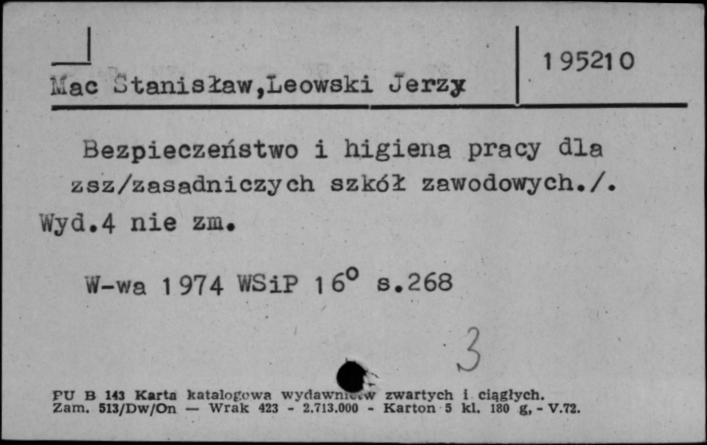 195210
Mac Stanisław,Leowski Jerzy
Bezpieczeństwo i higiena pracy dla
zsz/zasadniczych szkół zawodowych./.
Wyd.4 nie zm.
W-wa 1974 WSiP 16° s.268
3
PU B 143 Karta katalogowa wydawnictw zwartych i ciągłych.
Zam. 513/Dw/On — Wrak 423 - 2.713.000 - Karton 5 kl. 180 g, - V.72.